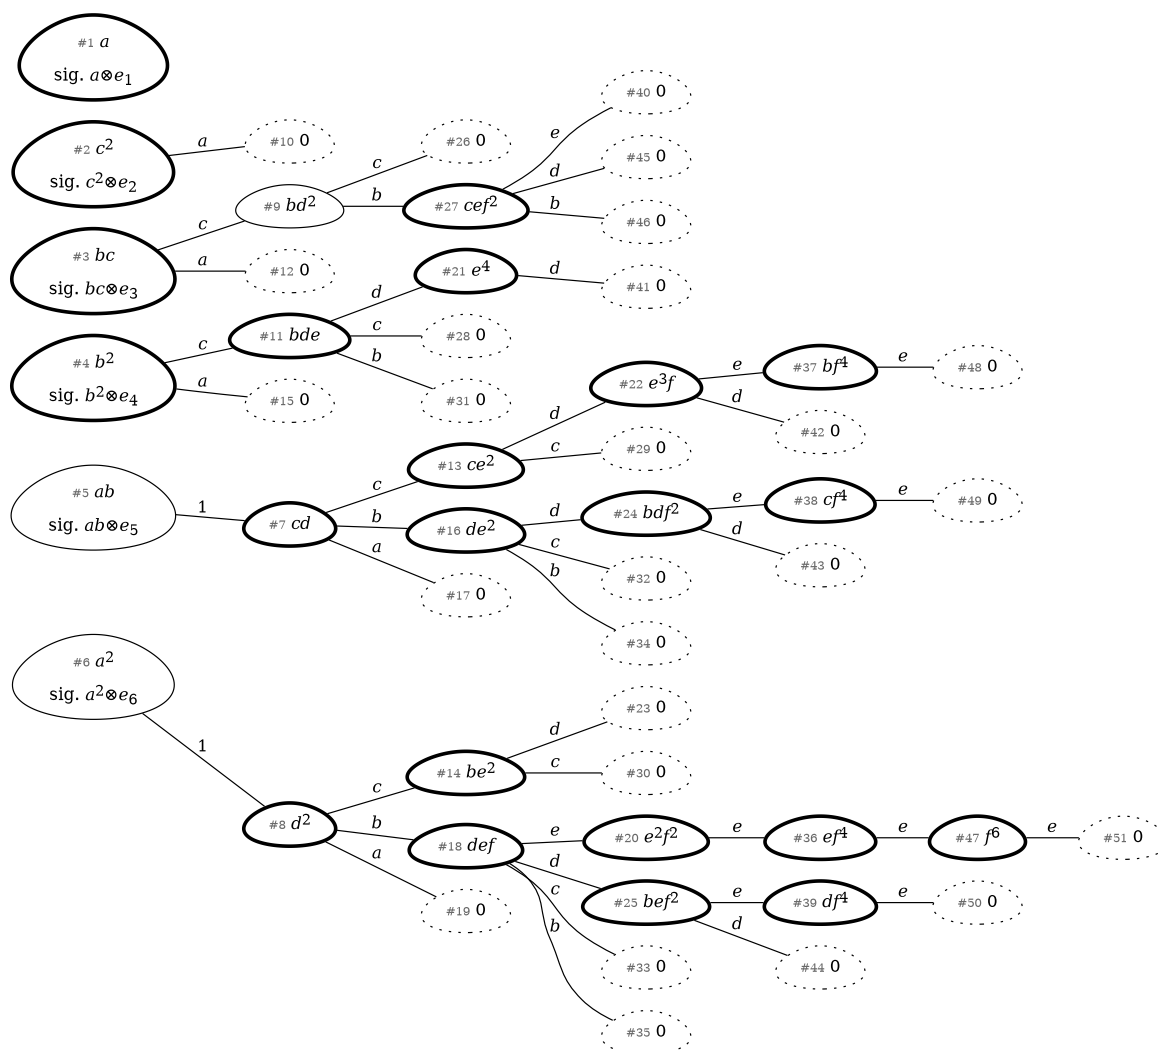 #1 a
sig. a⊗e₁
#2 c²
sig. c²⊗e₂
a
#10 0
#3 bc
sig. bc⊗e₃
c
#9 bd²
a
#12 0
c
#26 0
b
#27 cef²
e
#40 0
d
#45 0
b
#46 0
#4 b²
sig. b²⊗e₄
c
#11 bde
a
#15 0
d
#21 e⁴
c
#28 0
b
#31 0
d
#41 0
#5 ab
sig. ab⊗e₅
1
#7 cd
c
#13 ce²
b
#16 de²
a
#17 0
d
#22 e³f
c
#29 0
e
#37 bf⁴
d
#42 0
e
#48 0
d
#24 bdf²
c
#32 0
b
#34 0
e
#38 cf⁴
d
#43 0
e
#49 0
#6 a²
sig. a²⊗e₆
1
#8 d²
c
#14 be²
b
#18 def
a
#19 0
d
#23 0
c
#30 0
e
#20 e²f²
d
#25 bef²
c
#33 0
b
#35 0
e
#36 ef⁴
e
#47 f⁶
e
#51 0
e
#39 df⁴
d
#44 0
e
#50 0